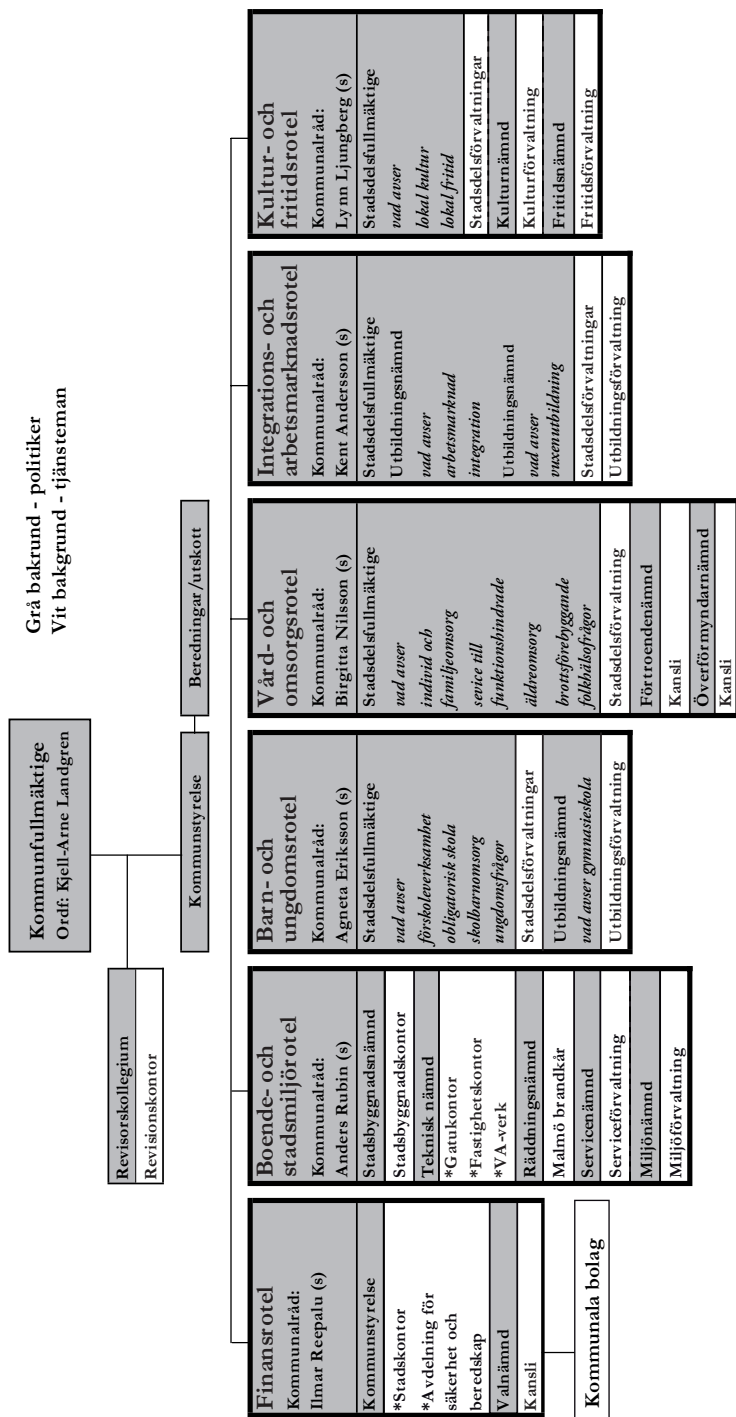 Grå bakrund - politiker
Vit bakgrund - tjänsteman
Kommunfullmäktige
Ordf: Kjell-Arne Landgren
Revisorskollegium
Revisionskontor
Kommunstyrelse
Beredningar/utskott
Finansrotel
Kommunalråd:
Ilmar Reepalu (s)
Kommunstyrelse
*Stadskontor
*Avdelning för
säkerhet och
beredskap
Valnämnd
Kansli
Kommunala bolag
Boende- och
stadsmiljörotel
Kommunalråd:
Anders Rubin (s)
Stadsbyggnadsnämnd
Stadsbyggnadskontor
Teknisk nämnd
*Gatukontor
*Fastighetskontor
*VA-verk
Räddningsnämnd
Malmö brandkår
Servicenämnd
Serviceförvaltning
Miljönämnd
Miljöförvaltning
Barn- och
ungdomsrotel
Kommunalråd:
Agneta Eriksson (s)
Stadsdelsfullmäktige
vad avser
förskoleverksamhet
obligatorisk skola
skolbarnomsorg
ungdomsfrågor
Stadsdelsförvaltningar
Utbildningsnämnd
vad avser gymnasieskola
Utbildningsförvaltning
Vård- och
omsorgsrotel
Kommunalråd:
Birgitta Nilsson (s)
Stadsdelsfullmäktige
vad avser
individ och
familjeomsorg
sevice till
funktionshindrade
äldreomsorg
brottsförebyggande
folkhälsofrågor
Stadsdelsförvaltning
Förtroendenämnd
Kansli
Överförmyndarnämnd
Kansli
Integrations- och
arbetsmarknadsrotel
Kommunalråd:
Kent Andersson (s)
Stadsdelsfullmäktige
Utbildningsnämnd
vad avser
arbetsmarknad
integration
Utbildningsnämnd
vad avser
vuxenutbildning
Stadsdelsförvaltningar
Utbildningsförvaltning
Kultur- och
fritidsrotel
Kommunalråd:
Lynn Ljungberg (s)
Stadsdelsfullmäktige
vad avser
lokal kultur
lokal fritid
Stadsdelsförvaltningar
Kulturnämnd
Kulturförvaltning
Fritidsnämnd
Fritidsförvaltning